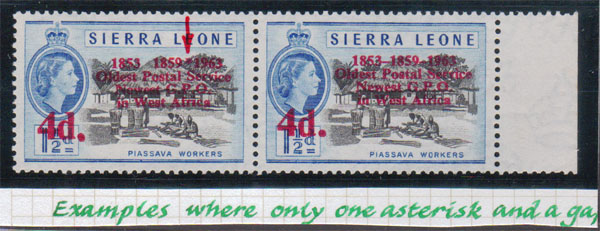 SIERRA LEONE
1853 1859*1963
Oldest Postal Service
Newest G.P.O.
in West Africa
4d.
1½d
PIASSAVA WORKERS
SIERRA LEONE
1853-1859-1963
Oldest Postal Service
Newest G.P.O.
in West Africa
4d.
1½d
PIASSAVA WORKERS
Examples where only one asterisk and a ga